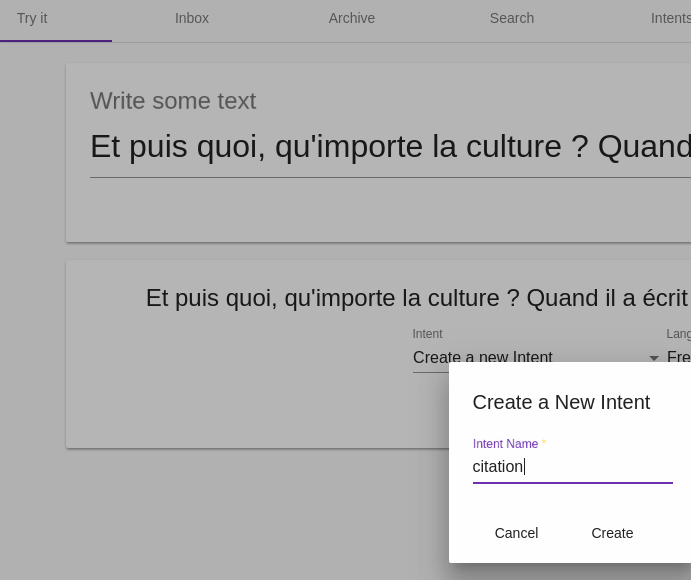 Try it Inbox Archive Search Intents
Write some text
Et puis quoi, qu'importe la culture ? Quand
Et puis quoi, qu'importe la culture ? Quand il a écrit
Intent Lang
Create a new Intent Fre
Create a New Intent
Intent Name *
citation
Cancel Create